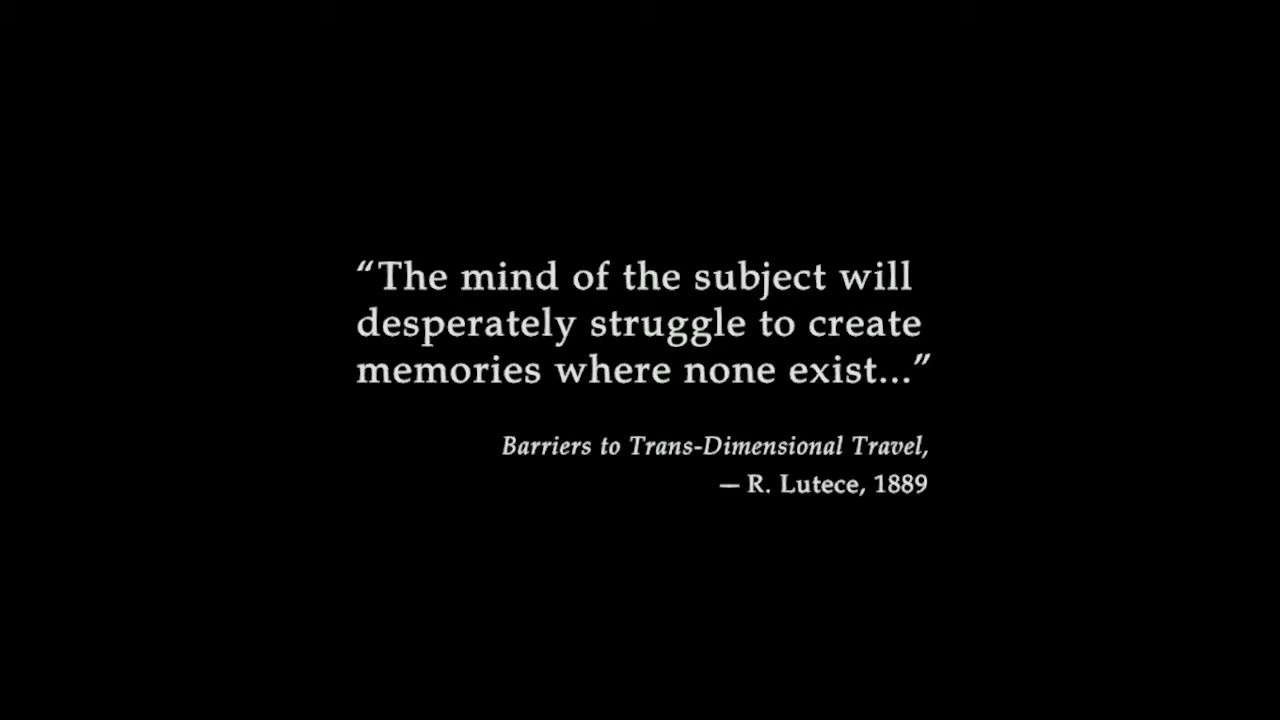 “The mind of the subject will
desperately struggle to create
memories where none exist...”
Barriers to Trans-Dimensional Travel,
— R. Lutece, 1889